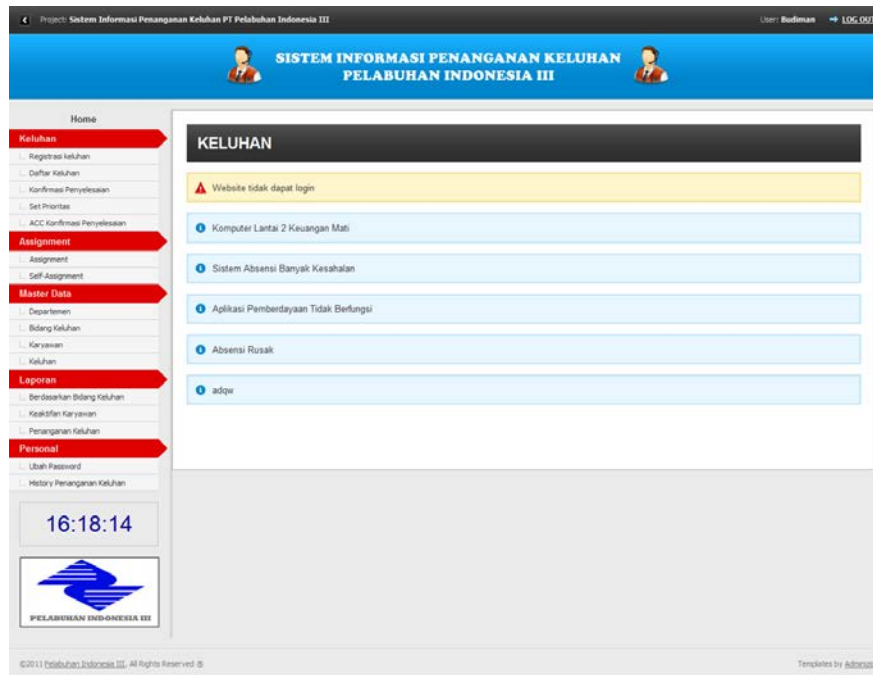 Project: Sistem Informasi Penanganan Keluhan PT Pelabuhan Indonesia III
User: Budiman LOG OUT
SISTEM INFORMASI PENANGANAN KELUHAN
PELABUHAN INDONESIA III
Home
Keluhan
Registrasi keluhan
Daftar Keluhan
Konfirmasi Penyelesaian
Set Prioritas
ACC Konfirmasi Penyelesaian
Assignment
Assignment
Self-Assignment
Master Data
Departemen
Bidang Keluhan
Karyawan
Keluhan
Laporan
Berdasarkan Bidang Keluhan
Keaktifan Karyawan
Penanganan Keluhan
Personal
Ubah Password
History Penanganan Keluhan
16:18:14
PELABUHAN INDONESIA III
KELUHAN
Website tidak dapat login
Komputer Lantai 2 Keuangan Mati
Sistem Absensi Banyak Kesahalan
Aplikasi Pemberdayaan Tidak Berfungsi
Absensi Rusak
adqw
©2011 Pelabuhan Indonesia III. All Rights Reserved ®
Templates by